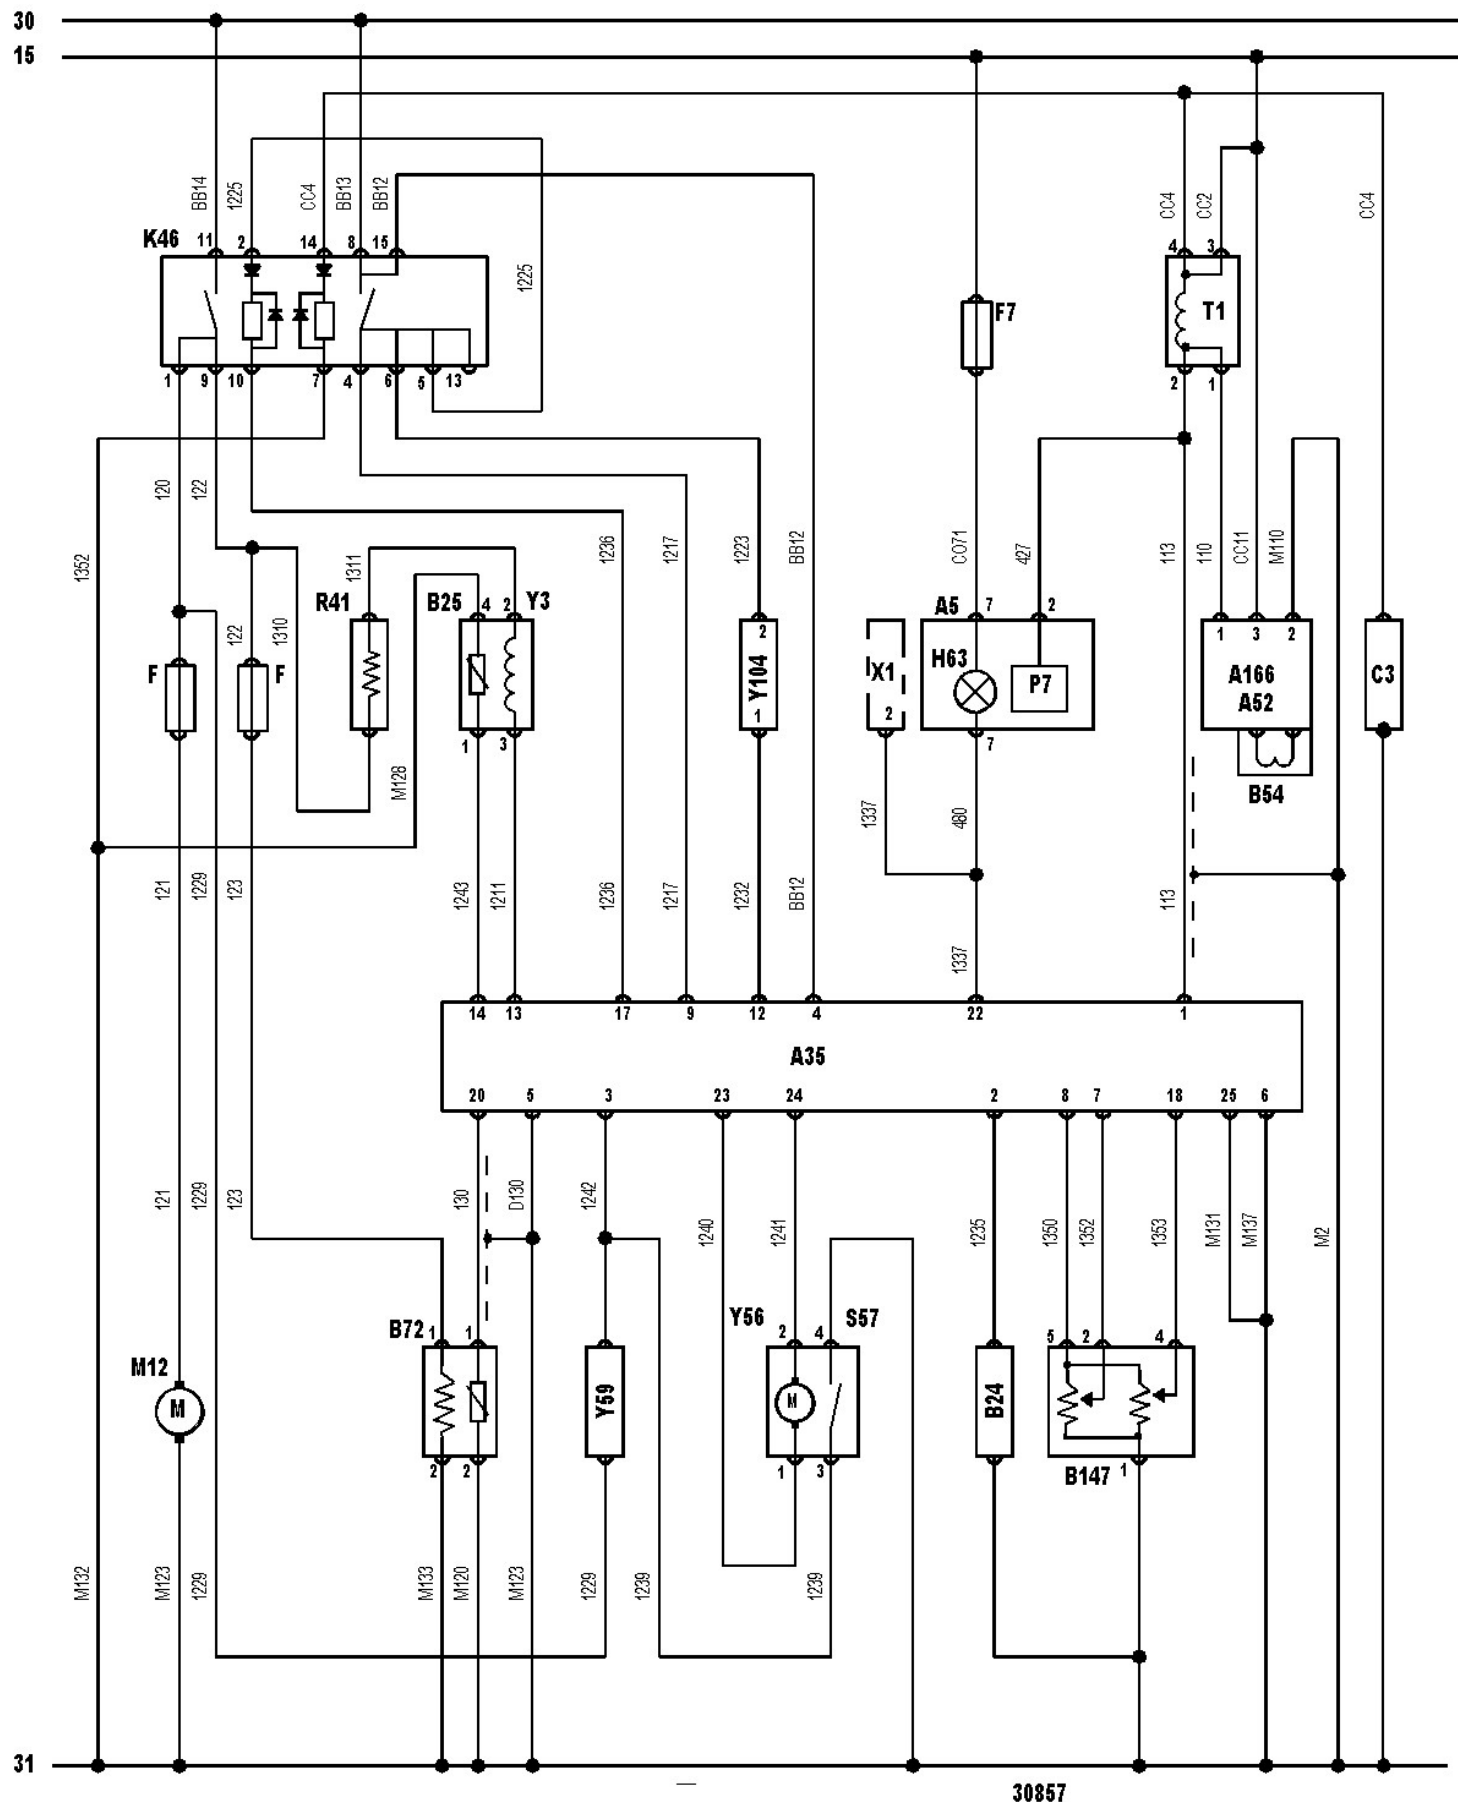 30
15
BB14
1225
CC4
BB13
BB12
CC4
CC2
CC4
K46
11 2 14 8 15
4 3
1225
F7
T1
1 9 10 7 4 6 5 13
2 1
120
122
1352
1311
1236
1217
1223
BB12
CO71
427
113
110
CC11
M110
R41
B25
4 2
Y3
A5
7 2
122
1310
2
1 3 2
F
F
Y104
X1
H63
P7
A166
A52
C3
1
2
1 3
7
M128
B54
1337
480
121
1229
123
1243
1211
1236
1217
1232
BB12
113
1337
14 13 17 9 12 4 22 1
A35
20 5 3 23 24 2 8 7 18 25 6
121
1229
123
130
D130
1242
1240
1241
1235
1350
1352
1353
M131
M137
M2
B72
1 1
Y56
2 4
S57
5 2 4
M12
M
Y59
M
B24
2 2
1 3
B147
1
M132
M123
1229
M133
M120
M123
1229
1239
1239
31
30857